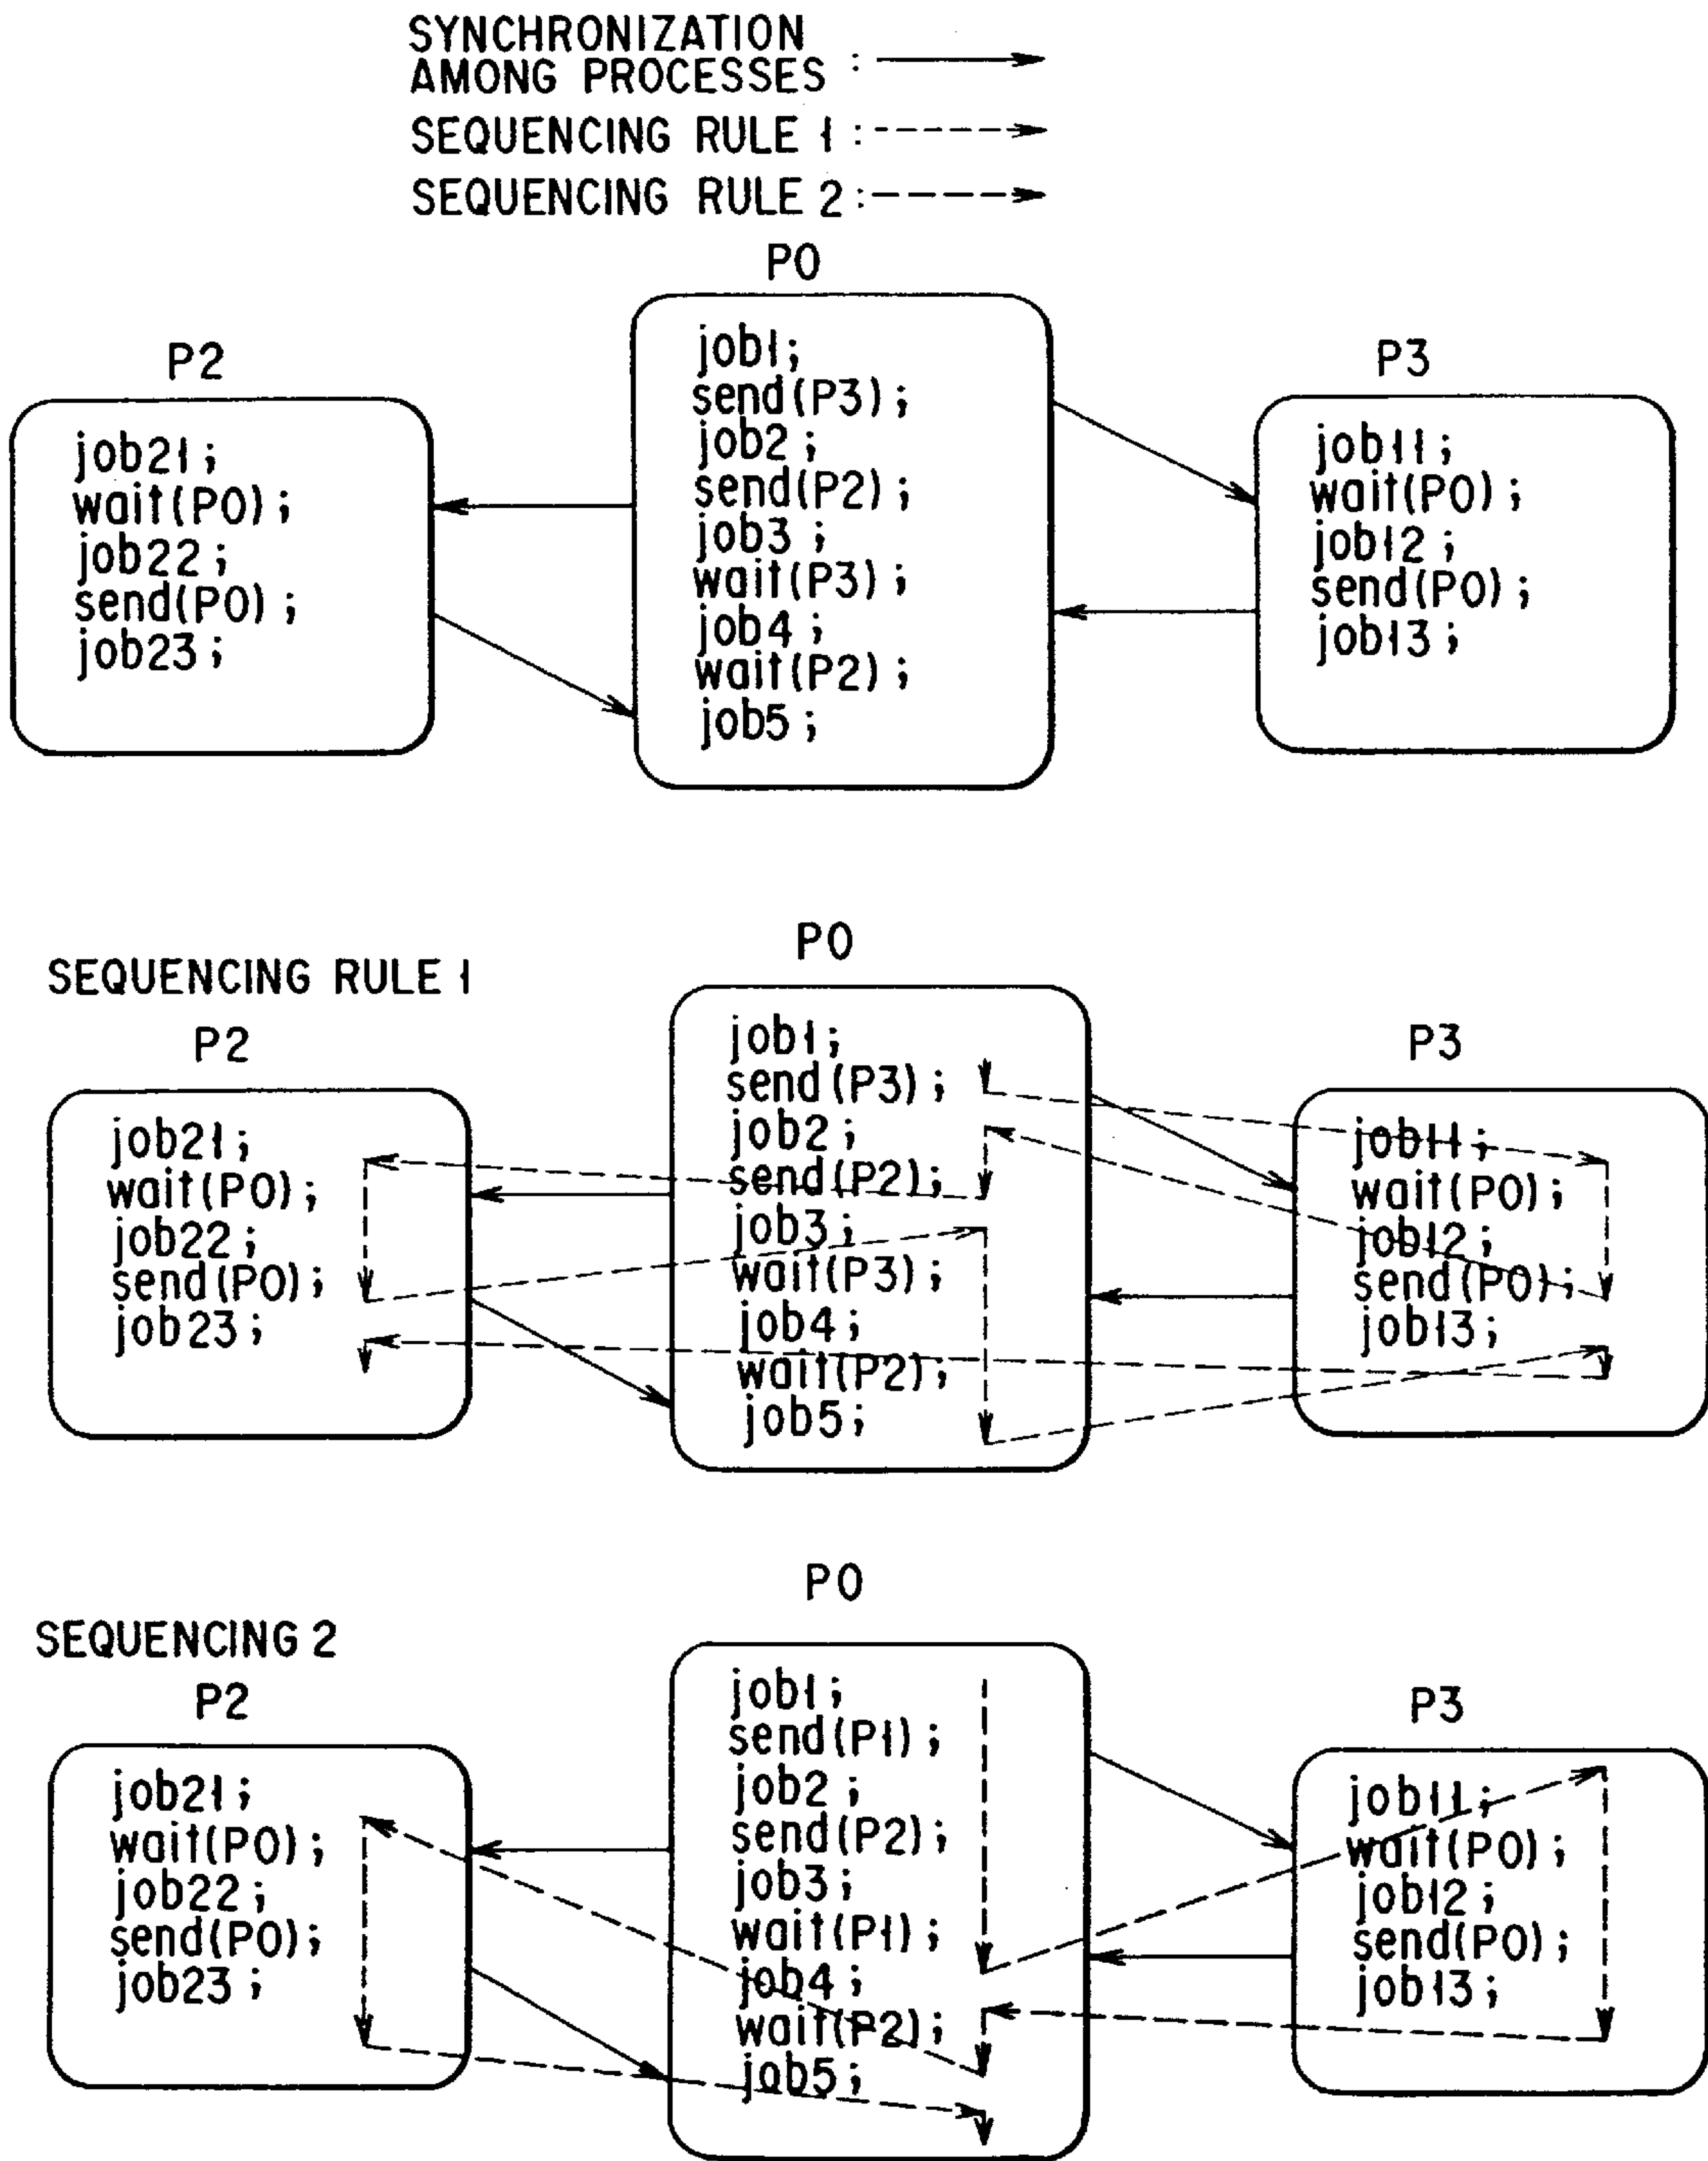 SYNCHRONIZATION
AMONG PROCESSES :
SEQUENCING RULE 1 :
SEQUENCING RULE 2 :
P0
job1;
send(P3);
job2;
send(P2);
job3;
wait(P3);
job4;
wait(P2);
job5;
P2
job21;
wait(P0);
job22;
send(P0);
job23;
P3
job11;
wait(P0);
job12;
send(P0);
job13;
SEQUENCING RULE 1
P2
job21;
wait(P0);
job22;
send(P0);
job23;
P0
job1;
send(P3);
job2;
send(P2);
job3;
wait(P3);
job4;
wait(P2);
job5;
P3
job11;
wait(P0);
job12;
send(P0);
job13;
SEQUENCING 2
P2
job21;
wait(P0);
job22;
send(P0);
job23;
P0
job1;
send(P1);
job2;
send(P2);
job3;
wait(P1);
job4;
wait(P2);
job5;
P3
job11;
wait(P0);
job12;
send(P0);
job13;